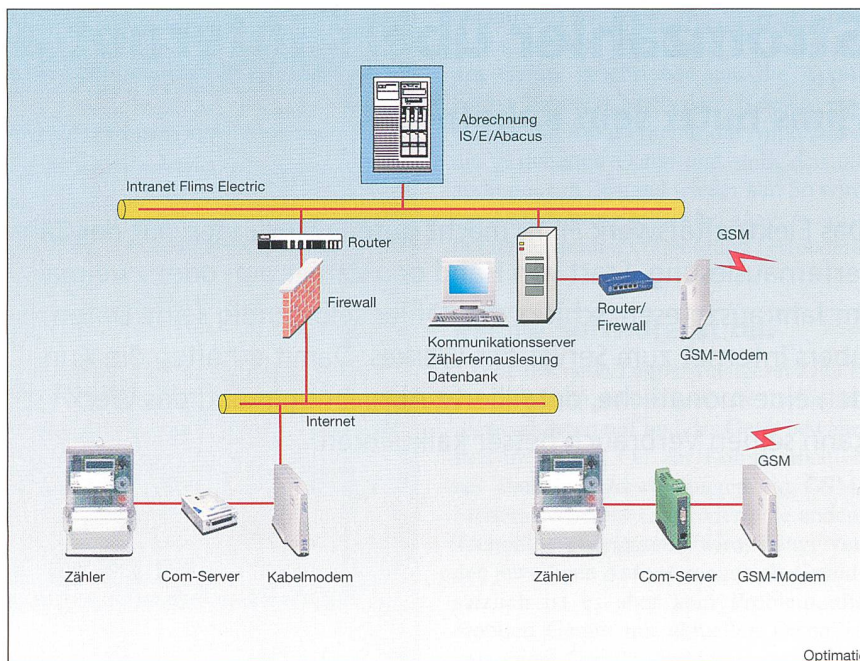 Abrechnung
IS/E/Abacus
Intranet Flims Electric
Router
GSM
Firewall
Router/
Firewall
GSM-Modem
Kommunikationsserver
Zählerfernauslesung
Datenbank
Internet
GSM
Zähler
Com-Server
Kabelmodem
Zähler
Com-Server
GSM-Modem
Optimatic